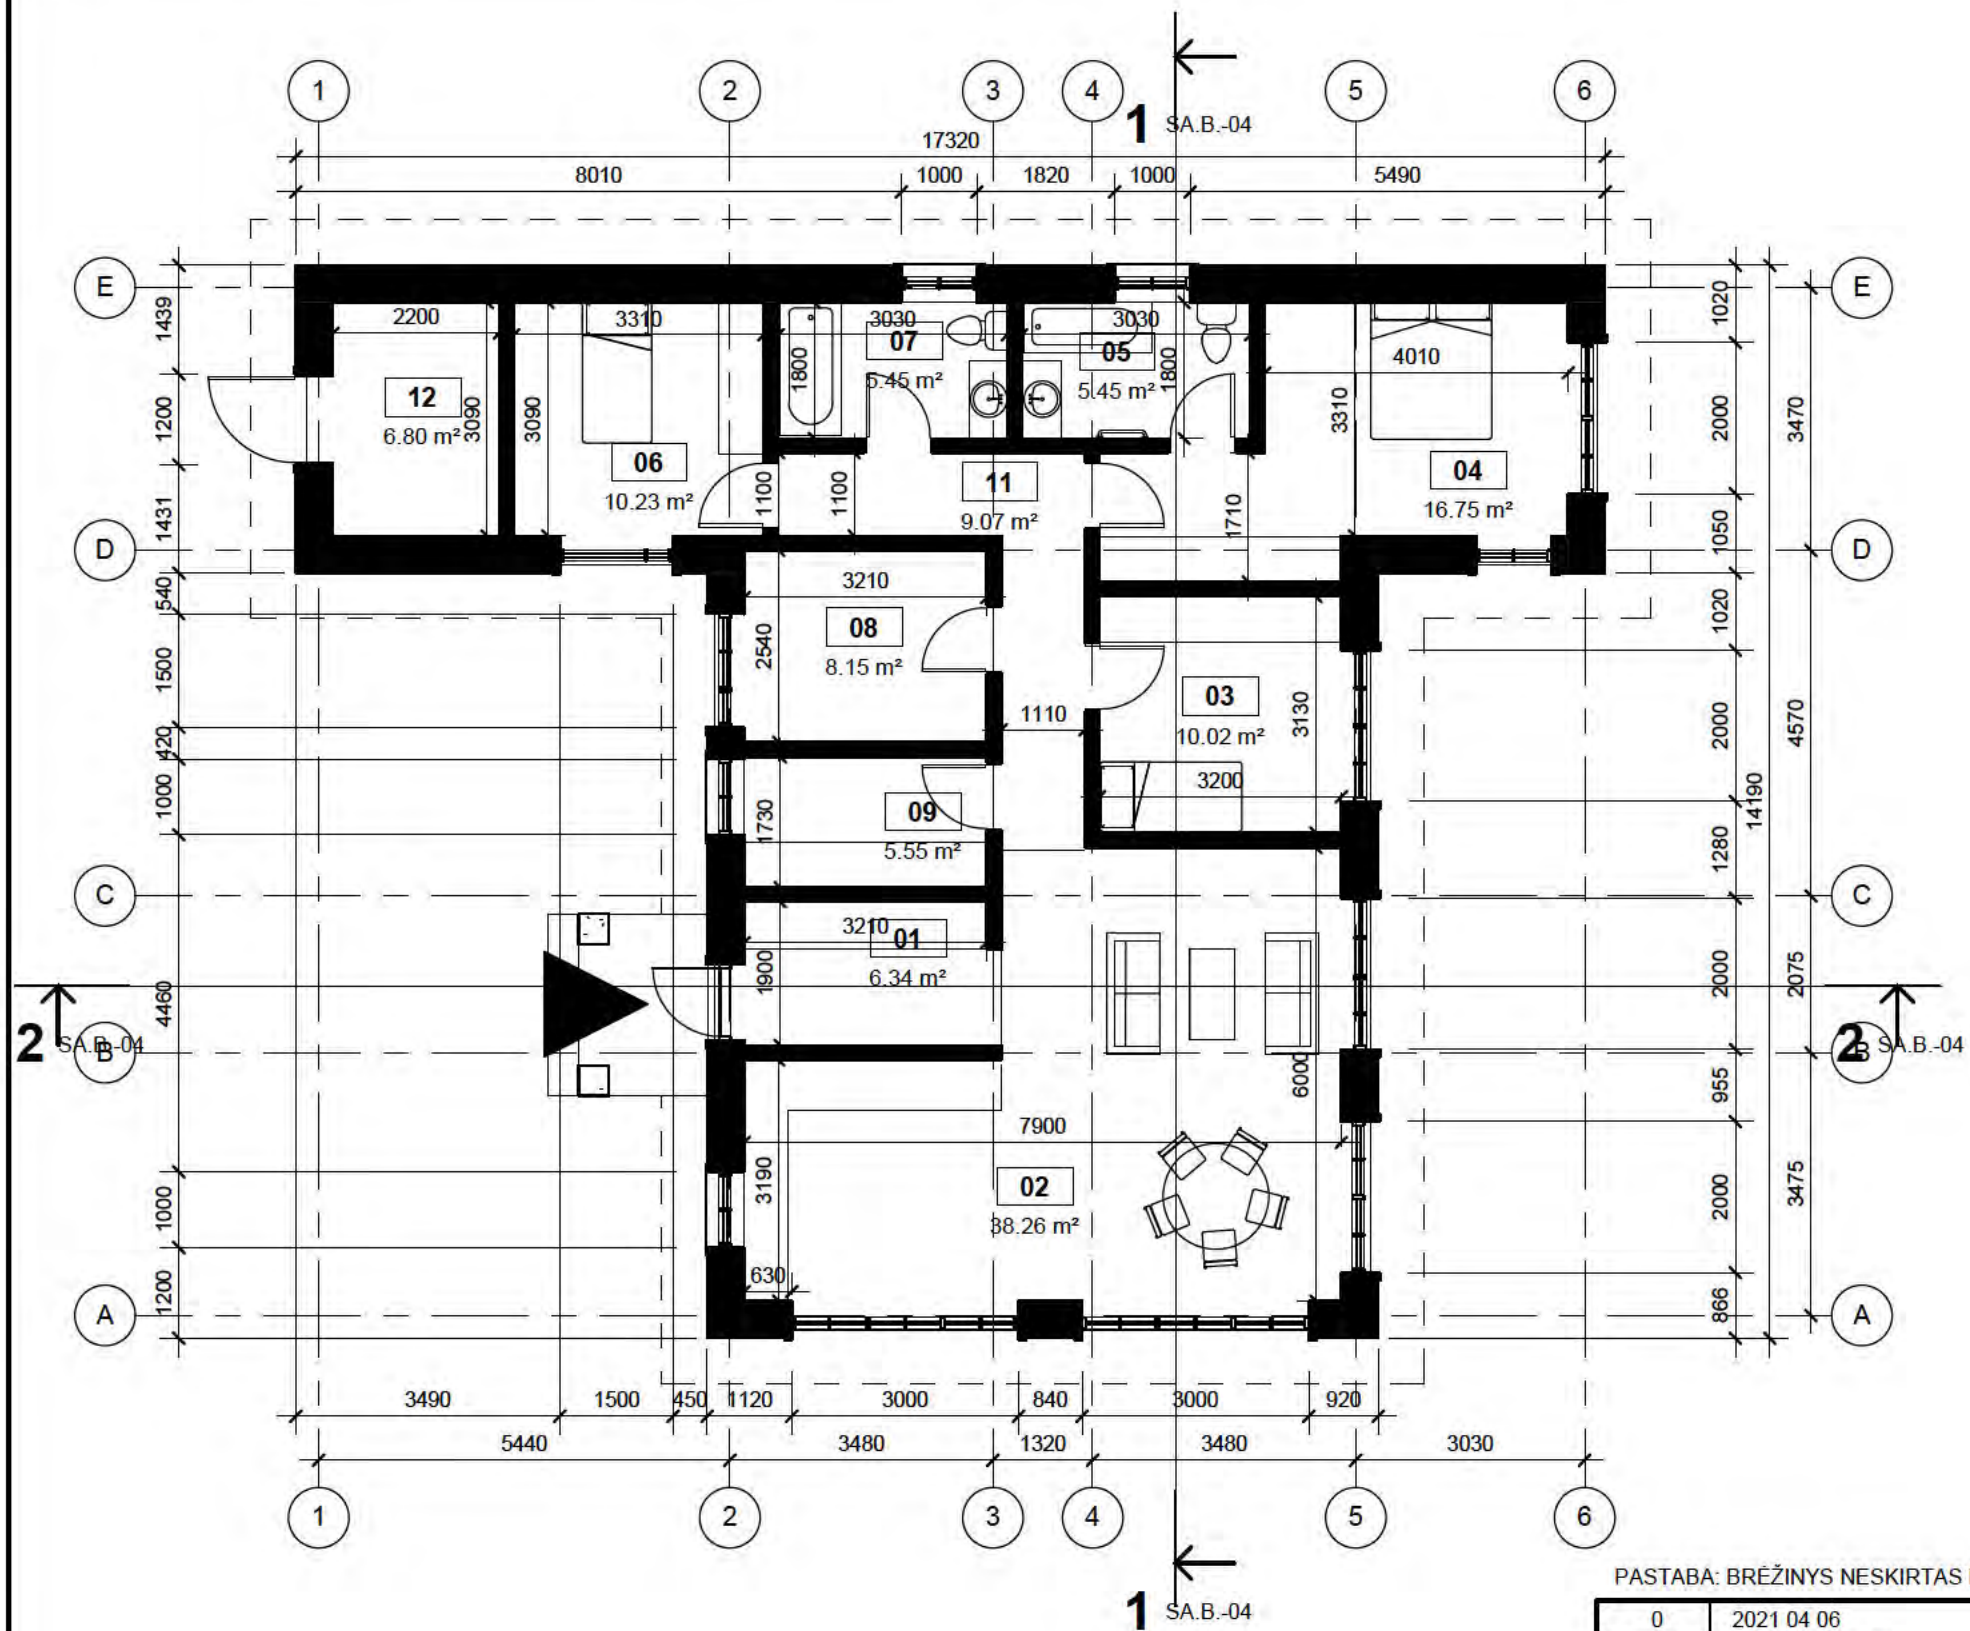 1 2 3 4 5 6
1 SA.B.-04
17320
8010 1000 1820 1000 5490
E E
1439 1200 1431 540 1500 420 1000 4460 1000 1200
2200 3310 3030 3030 4010
12
6.80 m²
3090 3090
06
10.23 m²
1800
07
5.45 m²
05
5.45 m²
1800
3310
04
16.75 m²
1020 2000 1050 1020 2000 1280 2000 955 2000 866
3470 4570 2075 3475
14190
1100 1100
11
9.07 m²
1710
D D
3210
08
8.15 m²
2540
1110
03
10.02 m²
3130
3200
09
5.55 m²
1730
C C
3210
01
6.34 m²
1900
2 SA.B.-04
2 SA.B.-04
B B
6000
7900
3190
02
38.26 m²
630
A A
3490 1500 450 1120 3000 840 3000 920
5440 3480 1320 3480 3030
1 2 3 4 5 6
1 SA.B.-04
PASTABA: BRĖŽINYS NESKIRTAS
0 2021 04 06